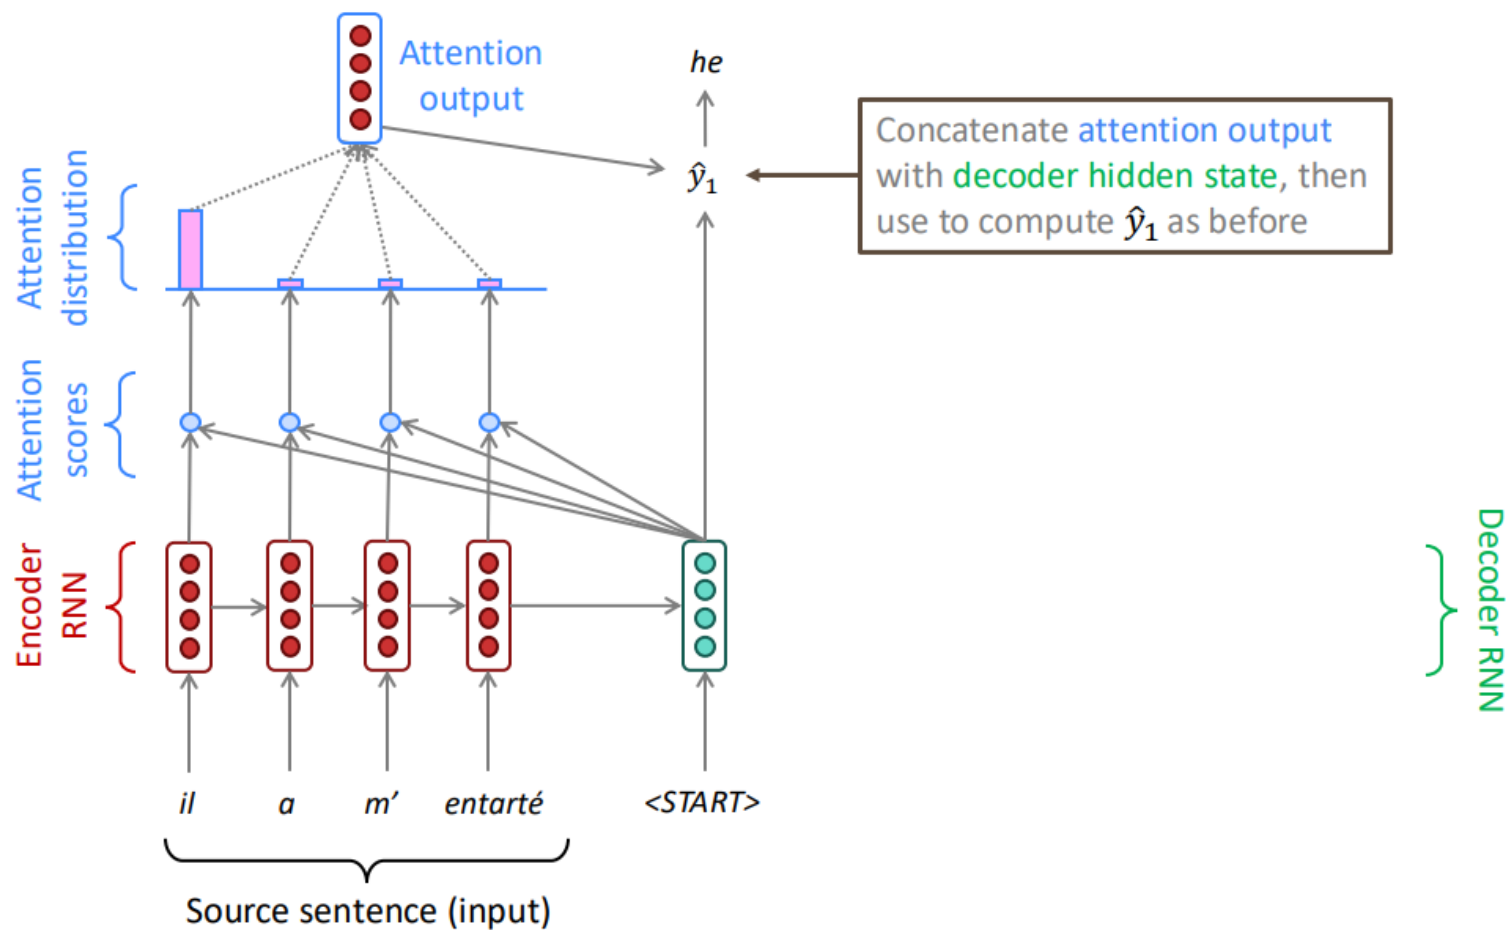 Attention
output
he
Concatenate attention output
with decoder hidden state, then
use to compute ŷ₁ as before
ŷ₁
Attention
distribution
Attention
scores
Encoder
RNN
Decoder RNN
il a m’ entarté <START>
Source sentence (input)